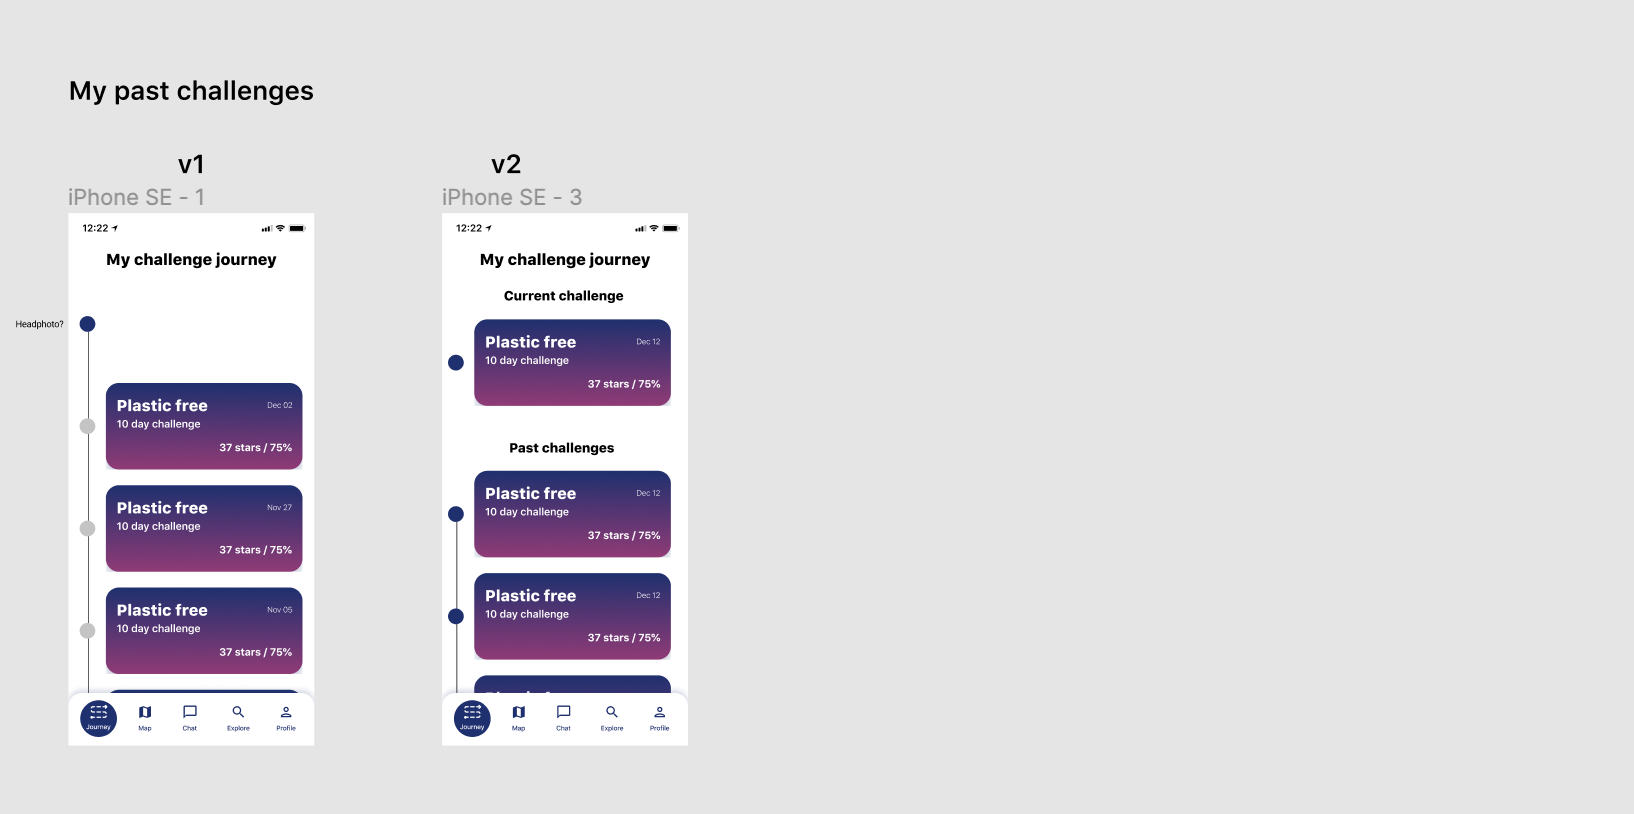 My past challenges
v1
iPhone SE - 1
12:22
My challenge journey
Headphoto?
Plastic free
Dec 02
10 day challenge
37 stars / 75%
Plastic free
Nov 27
10 day challenge
37 stars / 75%
Plastic free
Nov 05
10 day challenge
37 stars / 75%
Journey
Map
Chat
Explore
Profile
v2
iPhone SE - 3
12:22
My challenge journey
Current challenge
Plastic free
Dec 12
10 day challenge
37 stars / 75%
Past challenges
Plastic free
Dec 12
10 day challenge
37 stars / 75%
Plastic free
Dec 12
10 day challenge
37 stars / 75%
Plastic free
Journey
Map
Chat
Explore
Profile